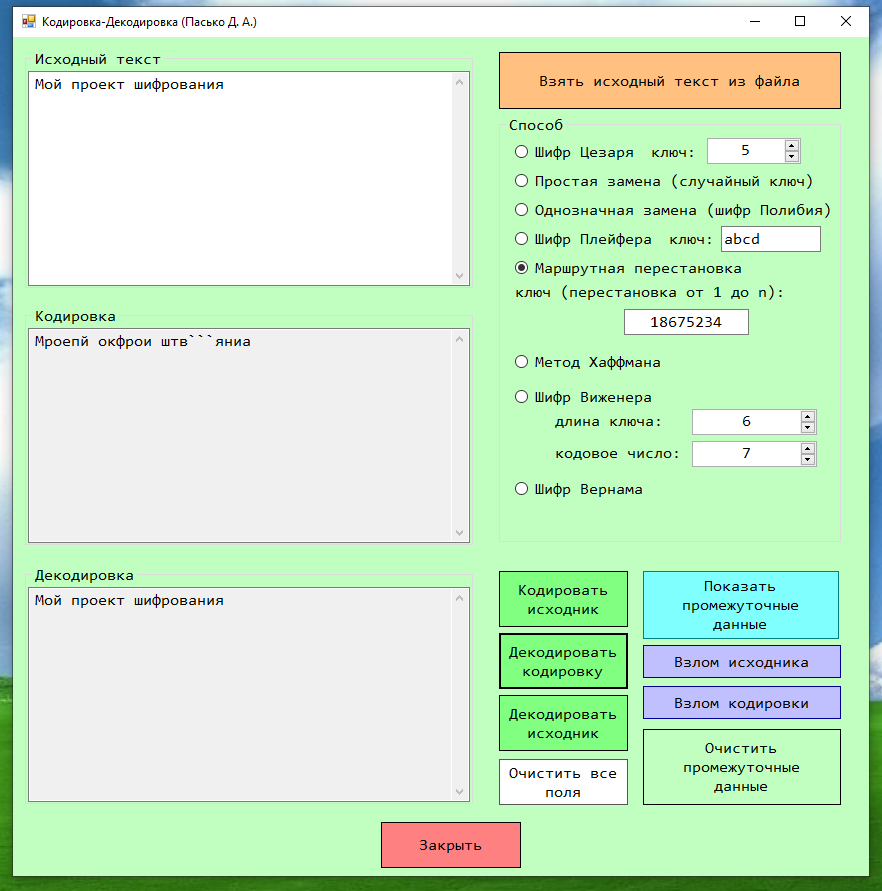 Кодировка-Декодировка (Пасько Д. А.)
Исходный текст
Мой проект шифрования
Кодировка
Мроепй окфрои штв```яниа
Декодировка
Мой проект шифрования
Взять исходный текст из файла
Способ
Шифр Цезаря ключ: 5
Простая замена (случайный ключ)
Однозначная замена (шифр Полибия)
Шифр Плейфера ключ: abcd
Маршрутная перестановка
ключ (перестановка от 1 до n):
18675234
Метод Хаффмана
Шифр Виженера
длина ключа: 6
кодовое число: 7
Шифр Вернама
Кодировать
исходник
Декодировать
кодировку
Декодировать
исходник
Очистить все
поля
Показать
промежуточные
данные
Взлом исходника
Взлом кодировки
Очистить
промежуточные
данные
Закрыть